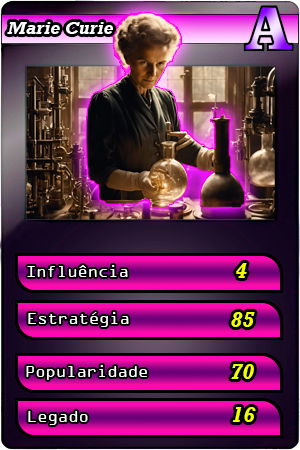 Marie Curie A
Influência 4
Estratégia 85
Popularidade 70
Legado 16